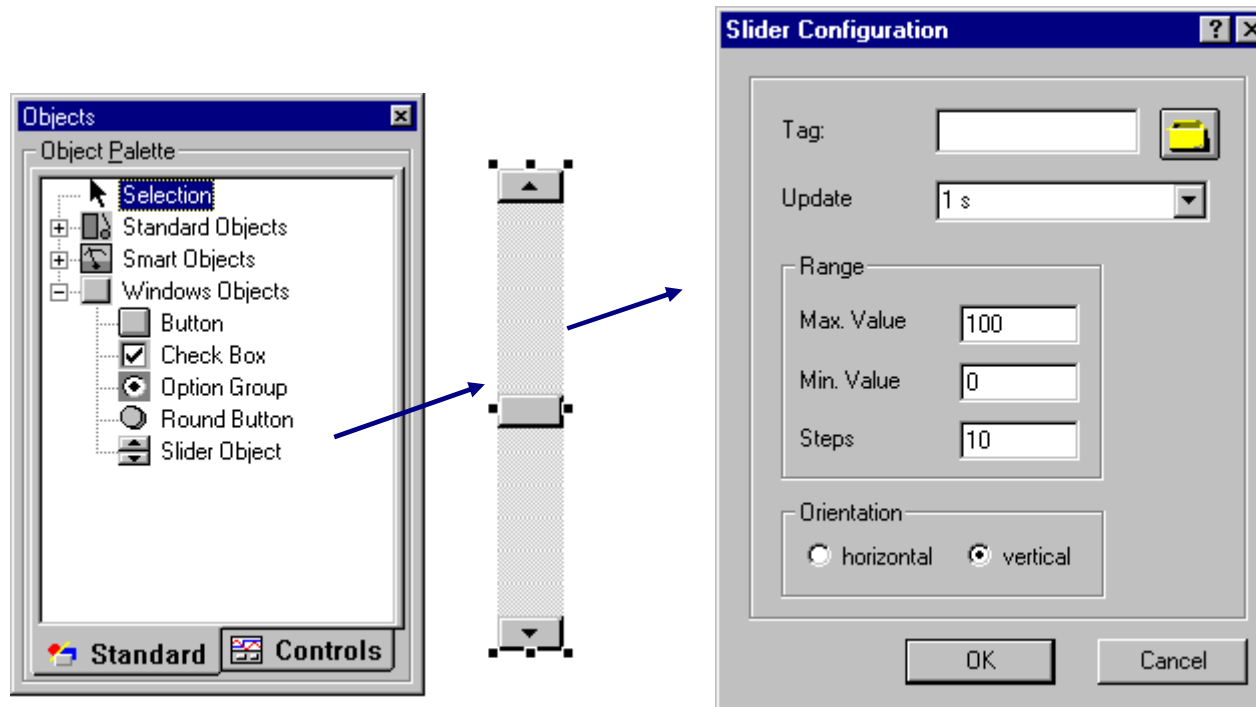 Objects
Object Palette
Selection
Standard Objects
Smart Objects
Windows Objects
Button
Check Box
Option Group
Round Button
Slider Object
Standard
Controls
Slider Configuration
Tag:
Update
1 s
Range
Max. Value
100
Min. Value
0
Steps
10
Orientation
horizontal
vertical
OK
Cancel